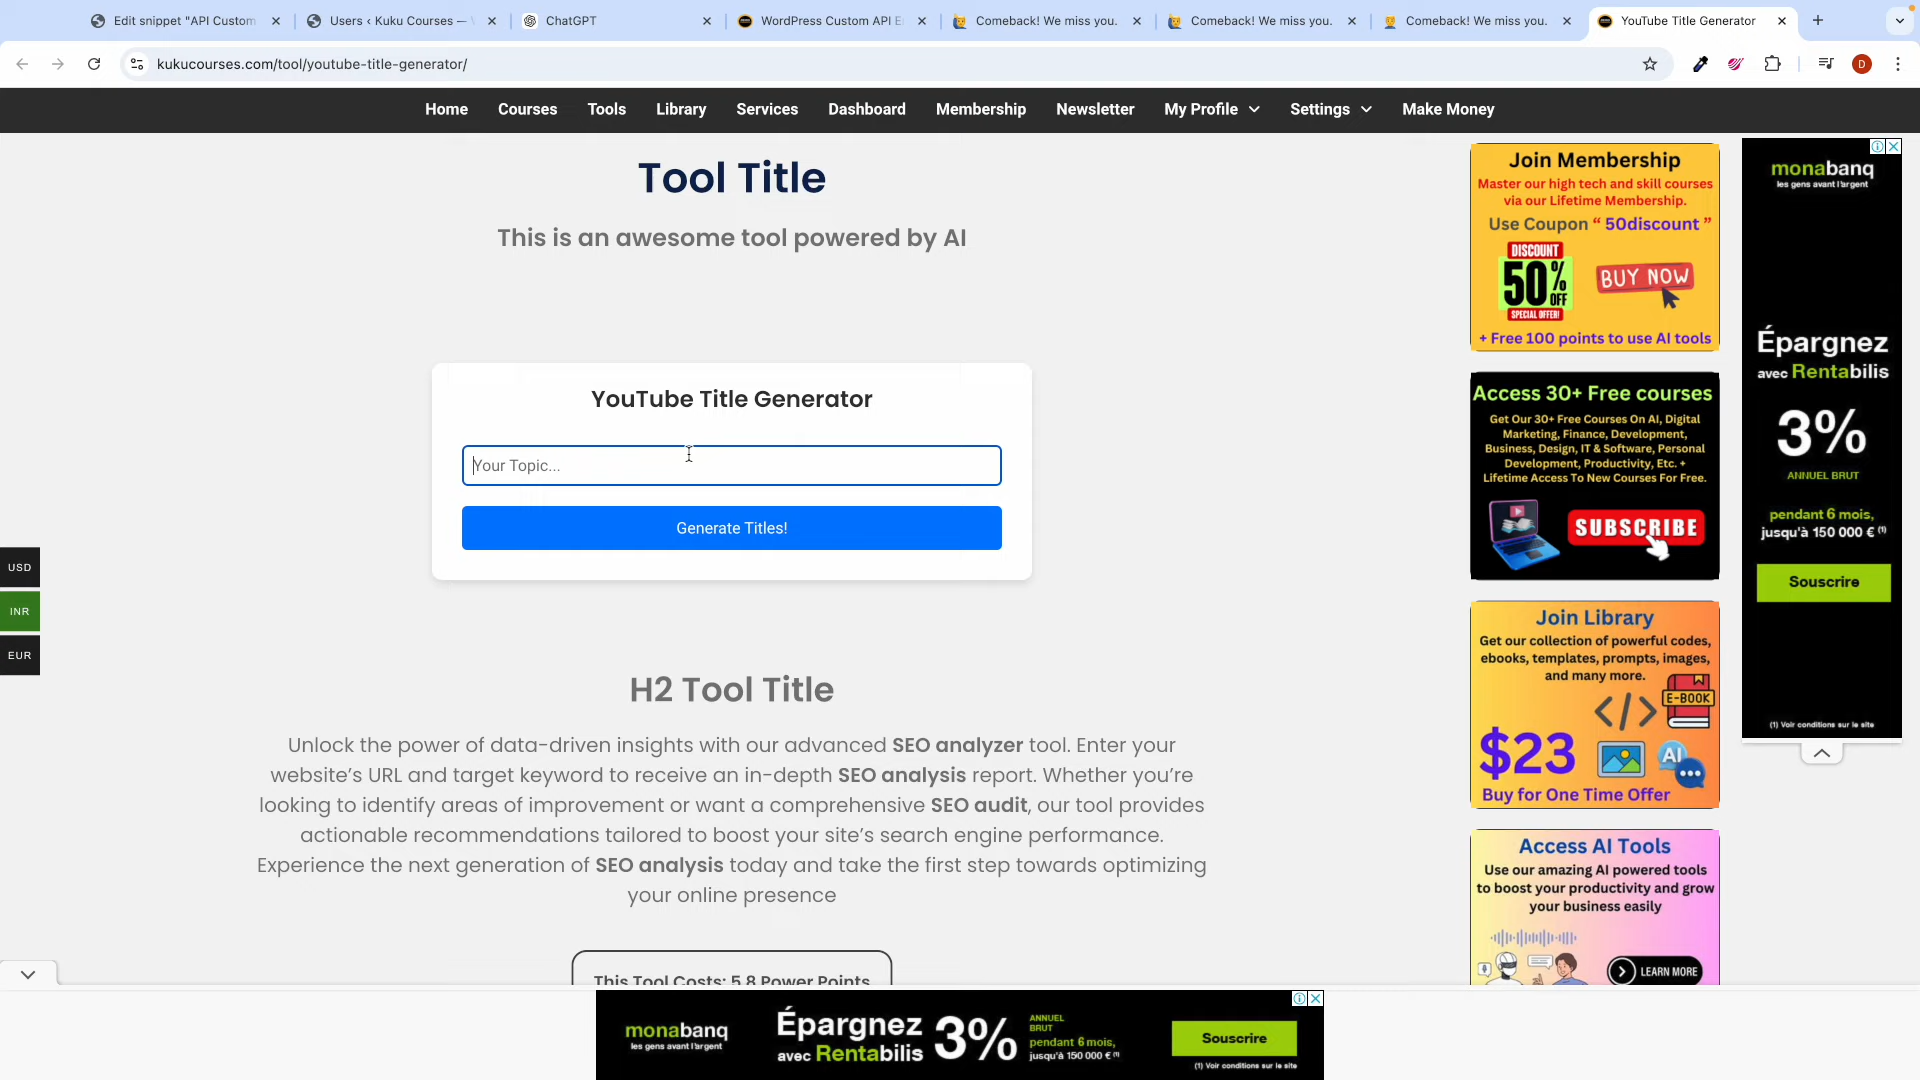 Edit snippet "API Custom
Users ‹ Kuku Courses — V
ChatGPT
WordPress Custom API E
Comeback! We miss you.
Comeback! We miss you.
Comeback! We miss you.
YouTube Title Generator
kukucourses.com/tool/youtube-title-generator/
D
Home
Courses
Tools
Library
Services
Dashboard
Membership
Newsletter
My Profile
Settings
Make Money
Tool Title
This is an awesome tool powered by AI
YouTube Title Generator
Your Topic...
Generate Titles!
USD
INR
EUR
H2 Tool Title
Unlock the power of data-driven insights with our advanced SEO analyzer tool. Enter your
website's URL and target keyword to receive an in-depth SEO analysis report. Whether you're
looking to identify areas of improvement or want a comprehensive SEO audit, our tool provides
actionable recommendations tailored to boost your site's search engine performance.
Experience the next generation of SEO analysis today and take the first step towards optimizing
your online presence
This Tool Costs: 5.8 Power Points
Join Membership
Master our high tech and skill courses
via our Lifetime Membership.
Use Coupon “ 50discount ”
DISCOUNT
50% OFF
SPECIAL OFFER!
BUY NOW
+ Free 100 points to use AI tools
Access 30+ Free courses
Get Our 30+ Free Courses On AI, Digital
Marketing, Finance, Development,
Business, Design, IT & Software, Personal
Development, Productivity, Etc. +
Lifetime Access To New Courses For Free.
SUBSCRIBE
Join Library
Get our collection of powerful codes,
ebooks, templates, prompts, images,
and many more.
E-BOOK
</>
$23
AI
Buy for One Time Offer
Access AI Tools
Use our amazing AI powered tools
to boost your productivity and grow
your business easily
LEARN MORE
monabanq
les gens avant l'argent
Épargnez
avec Rentabilis
3%
ANNUEL BRUT
pendant 6 mois,
jusqu'à 150 000 € (1)
Souscrire
(1) Voir conditions sur le site
monabanq
les gens avant l'argent
Épargnez
avec Rentabilis
3%
ANNUEL
BRUT
pendant 6 mois,
jusqu'à 150 000 € (1)
Souscrire
(1) Voir conditions sur le site